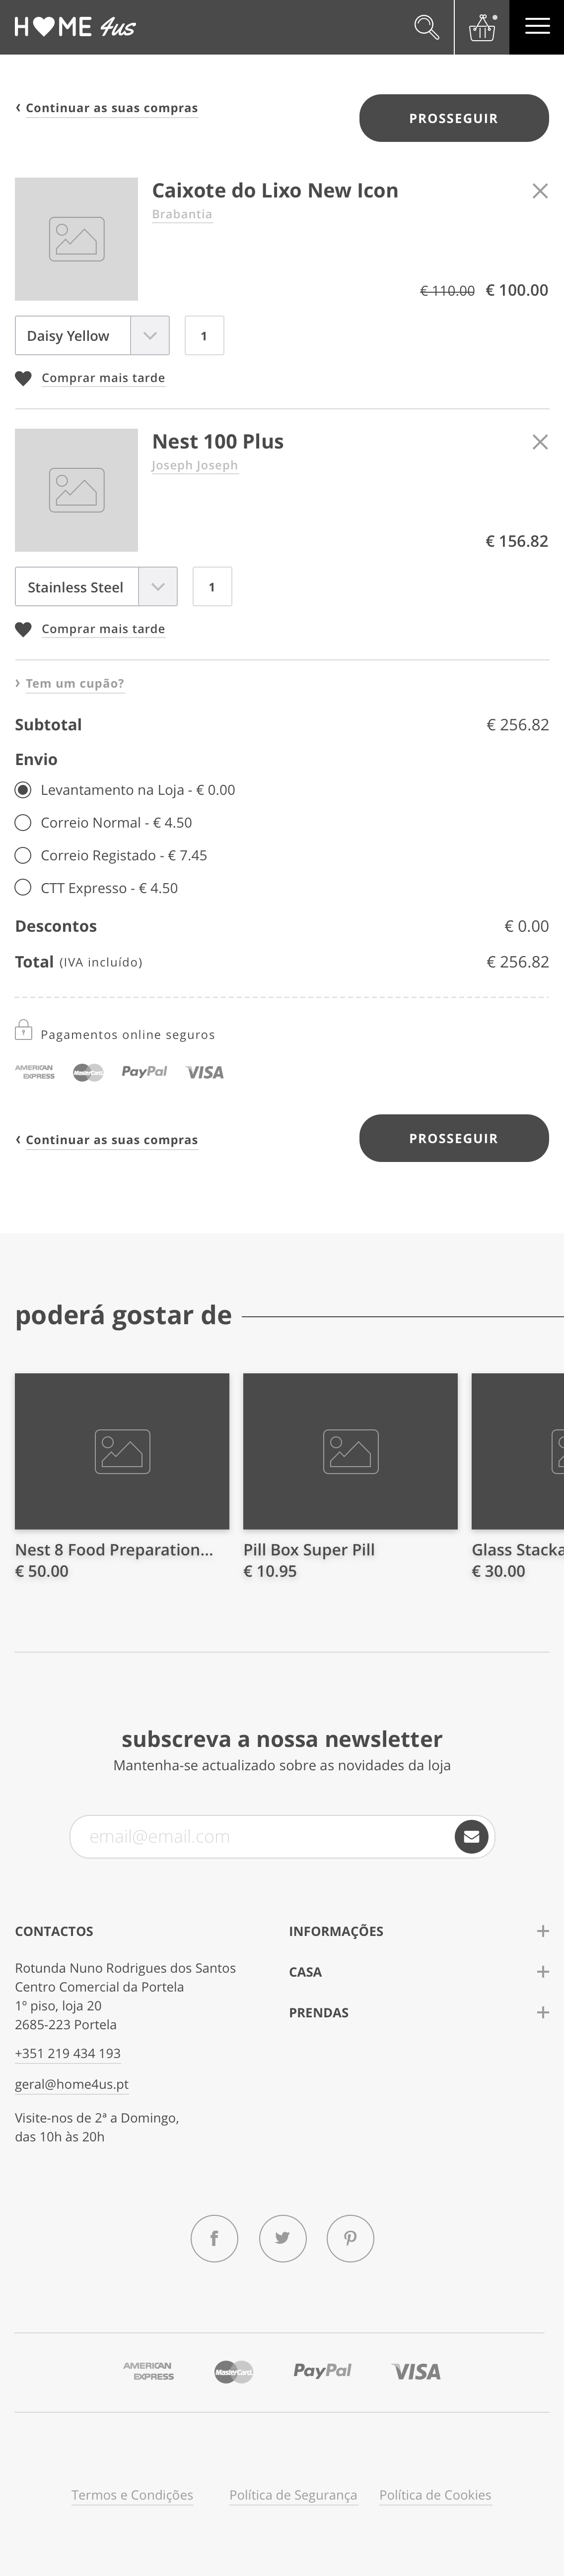 H♥ME 4us
‹ Continuar as suas compras
PROSSEGUIR
Caixote do Lixo New Icon
Brabantia
€ 110.00 € 100.00
Daisy Yellow 1
Comprar mais tarde
Nest 100 Plus
Joseph Joseph
€ 156.82
Stainless Steel 1
Comprar mais tarde
› Tem um cupão?
Subtotal € 256.82
Envio
Levantamento na Loja - € 0.00
Correio Normal - € 4.50
Correio Registado - € 7.45
CTT Expresso - € 4.50
Descontos € 0.00
Total (IVA incluído) € 256.82
Pagamentos online seguros
AMERICAN EXPRESS MasterCard PayPal VISA
‹ Continuar as suas compras
PROSSEGUIR
poderá gostar de
Nest 8 Food Preparation...
€ 50.00
Pill Box Super Pill
€ 10.95
Glass Stacka
€ 30.00
subscreva a nossa newsletter
Mantenha-se actualizado sobre as novidades da loja
email@email.com
CONTACTOS
Rotunda Nuno Rodrigues dos Santos
Centro Comercial da Portela
1º piso, loja 20
2685-223 Portela
+351 219 434 193
geral@home4us.pt
Visite-nos de 2ª a Domingo,
das 10h às 20h
INFORMAÇÕES
CASA
PRENDAS
AMERICAN EXPRESS MasterCard PayPal VISA
Termos e Condições Política de Segurança Política de Cookies